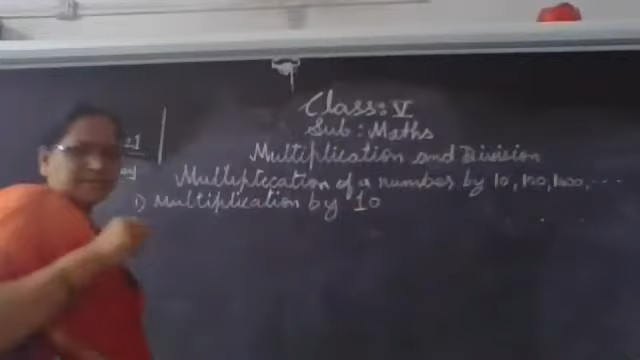 Class: V
Sub: Maths
Multiplication and Division
Multiplication of a number by 10, 100, 1000, ...
1) Multiplication by 10